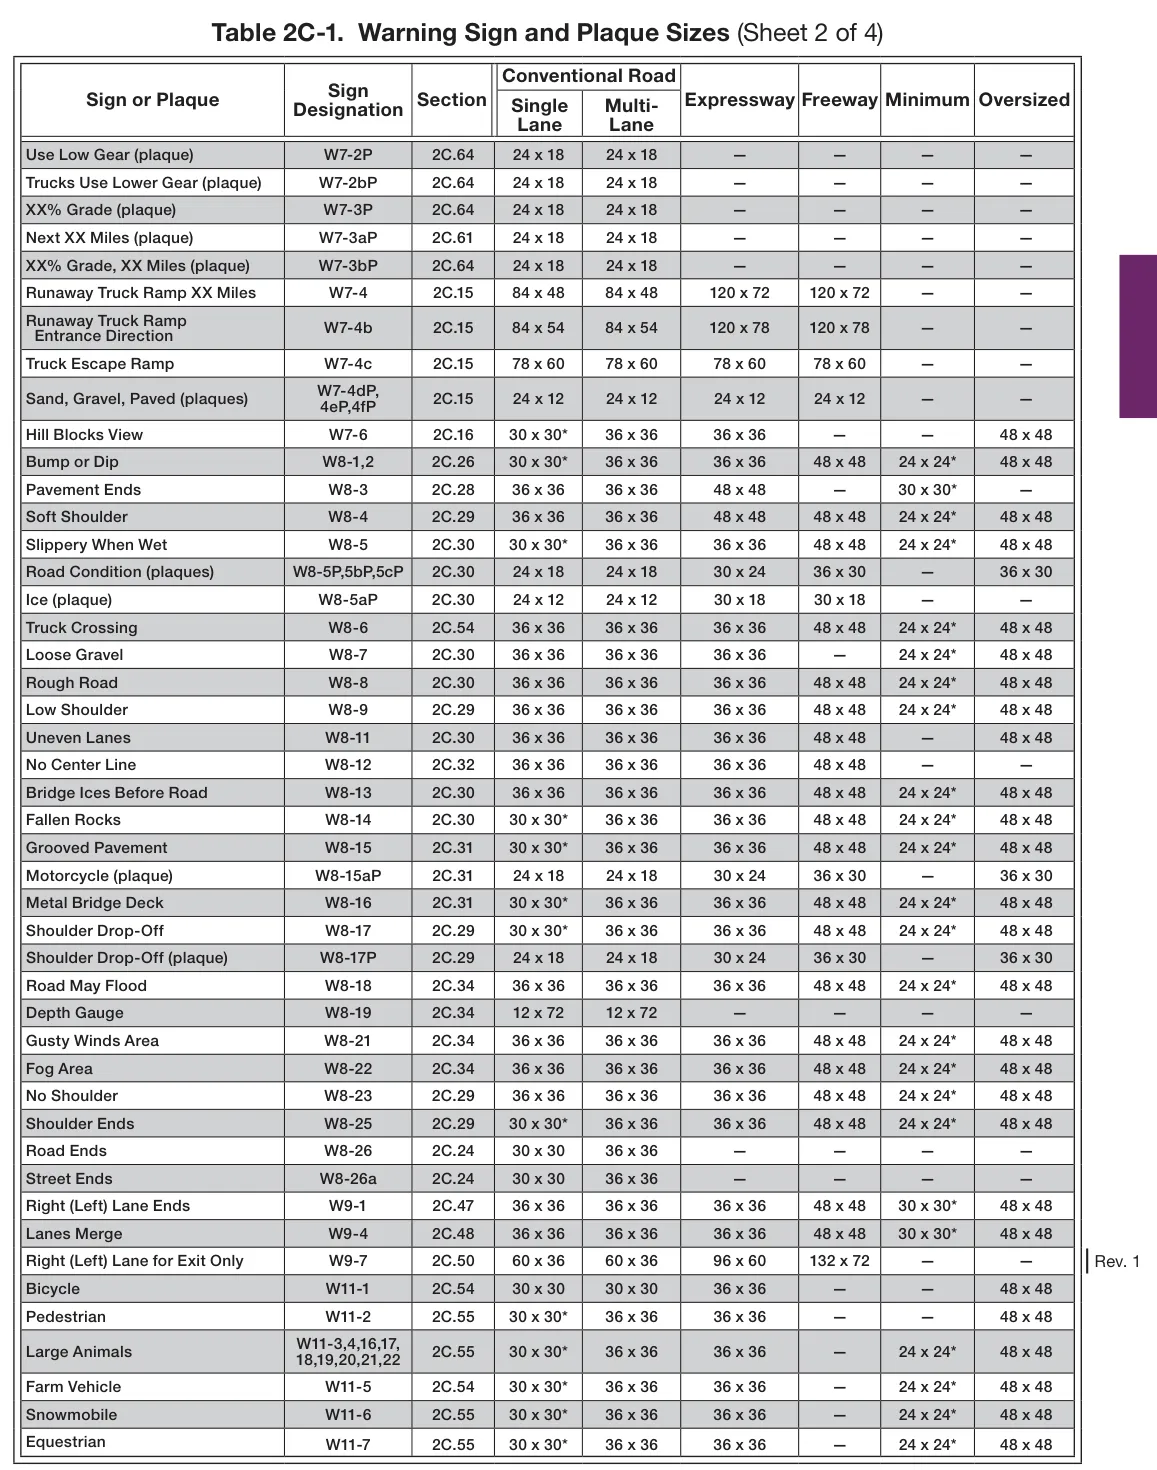 Table 2C-1. Warning Sign and Plaque Sizes (Sheet 2 of 4)
Sign or Plaque Sign Designation Section Conventional Road Single Lane Multi-Lane Expressway Freeway Minimum Oversized
Use Low Gear (plaque) W7-2P 2C.64 24 x 18 24 x 18 — — — —
Trucks Use Lower Gear (plaque) W7-2bP 2C.64 24 x 18 24 x 18 — — — —
XX% Grade (plaque) W7-3P 2C.64 24 x 18 24 x 18 — — — —
Next XX Miles (plaque) W7-3aP 2C.61 24 x 18 24 x 18 — — — —
XX% Grade, XX Miles (plaque) W7-3bP 2C.64 24 x 18 24 x 18 — — — —
Runaway Truck Ramp XX Miles W7-4 2C.15 84 x 48 84 x 48 120 x 72 120 x 72 — —
Runaway Truck Ramp Entrance Direction W7-4b 2C.15 84 x 54 84 x 54 120 x 78 120 x 78 — —
Truck Escape Ramp W7-4c 2C.15 78 x 60 78 x 60 78 x 60 78 x 60 — —
Sand, Gravel, Paved (plaques) W7-4dP, 4eP,4fP 2C.15 24 x 12 24 x 12 24 x 12 24 x 12 — —
Hill Blocks View W7-6 2C.16 30 x 30* 36 x 36 36 x 36 — — 48 x 48
Bump or Dip W8-1,2 2C.26 30 x 30* 36 x 36 36 x 36 48 x 48 24 x 24* 48 x 48
Pavement Ends W8-3 2C.28 36 x 36 36 x 36 48 x 48 — 30 x 30* —
Soft Shoulder W8-4 2C.29 36 x 36 36 x 36 48 x 48 48 x 48 24 x 24* 48 x 48
Slippery When Wet W8-5 2C.30 30 x 30* 36 x 36 36 x 36 48 x 48 24 x 24* 48 x 48
Road Condition (plaques) W8-5P,5bP,5cP 2C.30 24 x 18 24 x 18 30 x 24 36 x 30 — 36 x 30
Ice (plaque) W8-5aP 2C.30 24 x 12 24 x 12 30 x 18 30 x 18 — —
Truck Crossing W8-6 2C.54 36 x 36 36 x 36 36 x 36 48 x 48 24 x 24* 48 x 48
Loose Gravel W8-7 2C.30 36 x 36 36 x 36 36 x 36 — 24 x 24* 48 x 48
Rough Road W8-8 2C.30 36 x 36 36 x 36 36 x 36 48 x 48 24 x 24* 48 x 48
Low Shoulder W8-9 2C.29 36 x 36 36 x 36 36 x 36 48 x 48 24 x 24* 48 x 48
Uneven Lanes W8-11 2C.30 36 x 36 36 x 36 36 x 36 48 x 48 — 48 x 48
No Center Line W8-12 2C.32 36 x 36 36 x 36 36 x 36 48 x 48 — —
Bridge Ices Before Road W8-13 2C.30 36 x 36 36 x 36 36 x 36 48 x 48 24 x 24* 48 x 48
Fallen Rocks W8-14 2C.30 30 x 30* 36 x 36 36 x 36 48 x 48 24 x 24* 48 x 48
Grooved Pavement W8-15 2C.31 30 x 30* 36 x 36 36 x 36 48 x 48 24 x 24* 48 x 48
Motorcycle (plaque) W8-15aP 2C.31 24 x 18 24 x 18 30 x 24 36 x 30 — 36 x 30
Metal Bridge Deck W8-16 2C.31 30 x 30* 36 x 36 36 x 36 48 x 48 24 x 24* 48 x 48
Shoulder Drop-Off W8-17 2C.29 30 x 30* 36 x 36 36 x 36 48 x 48 24 x 24* 48 x 48
Shoulder Drop-Off (plaque) W8-17P 2C.29 24 x 18 24 x 18 30 x 24 36 x 30 — 36 x 30
Road May Flood W8-18 2C.34 36 x 36 36 x 36 36 x 36 48 x 48 24 x 24* 48 x 48
Depth Gauge W8-19 2C.34 12 x 72 12 x 72 — — — —
Gusty Winds Area W8-21 2C.34 36 x 36 36 x 36 36 x 36 48 x 48 24 x 24* 48 x 48
Fog Area W8-22 2C.34 36 x 36 36 x 36 36 x 36 48 x 48 24 x 24* 48 x 48
No Shoulder W8-23 2C.29 36 x 36 36 x 36 36 x 36 48 x 48 24 x 24* 48 x 48
Shoulder Ends W8-25 2C.29 30 x 30* 36 x 36 36 x 36 48 x 48 24 x 24* 48 x 48
Road Ends W8-26 2C.24 30 x 30 36 x 36 — — — —
Street Ends W8-26a 2C.24 30 x 30 36 x 36 — — — —
Right (Left) Lane Ends W9-1 2C.47 36 x 36 36 x 36 36 x 36 48 x 48 30 x 30* 48 x 48
Lanes Merge W9-4 2C.48 36 x 36 36 x 36 36 x 36 48 x 48 30 x 30* 48 x 48
Right (Left) Lane for Exit Only W9-7 2C.50 60 x 36 60 x 36 96 x 60 132 x 72 — — Rev. 1
Bicycle W11-1 2C.54 30 x 30 30 x 30 36 x 36 — — 48 x 48
Pedestrian W11-2 2C.55 30 x 30* 36 x 36 36 x 36 — — 48 x 48
Large Animals W11-3,4,16,17, 18,19,20,21,22 2C.55 30 x 30* 36 x 36 36 x 36 — 24 x 24* 48 x 48
Farm Vehicle W11-5 2C.54 30 x 30* 36 x 36 36 x 36 — 24 x 24* 48 x 48
Snowmobile W11-6 2C.55 30 x 30* 36 x 36 36 x 36 — 24 x 24* 48 x 48
Equestrian W11-7 2C.55 30 x 30* 36 x 36 36 x 36 — 24 x 24* 48 x 48